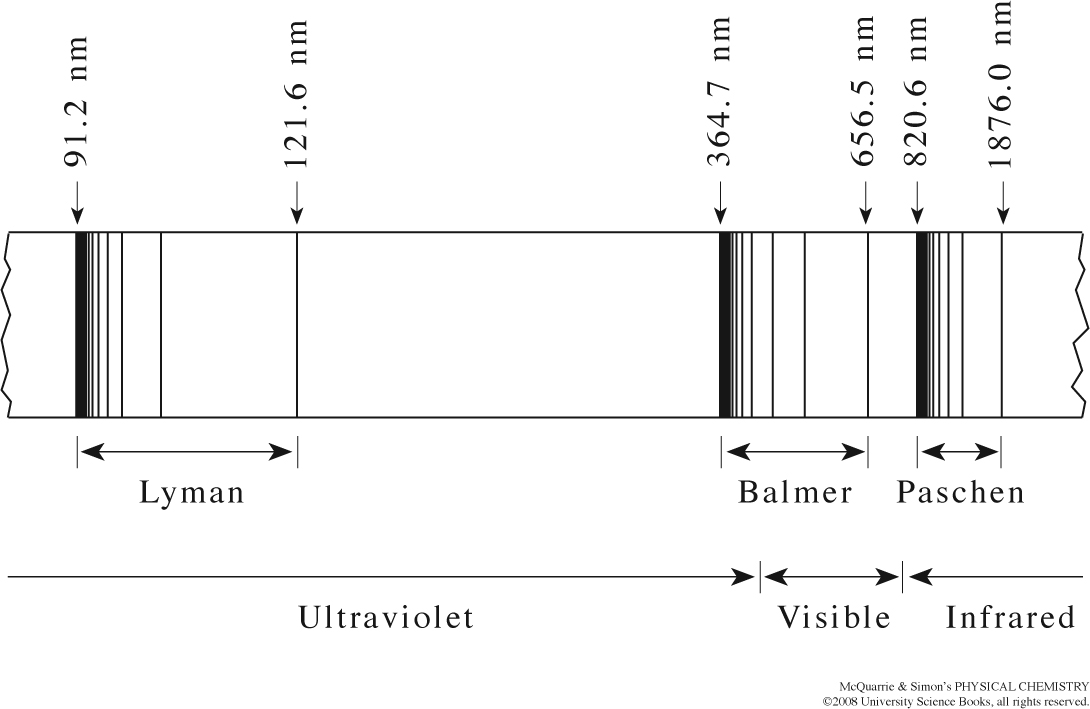 91.2 nm
121.6 nm
364.7 nm
656.5 nm
820.6 nm
1876.0 nm
Lyman
Balmer
Paschen
Ultraviolet
Visible
Infrared
McQuarrie & Simon's PHYSICAL CHEMISTRY
©2008 University Science Books, all rights reserved.